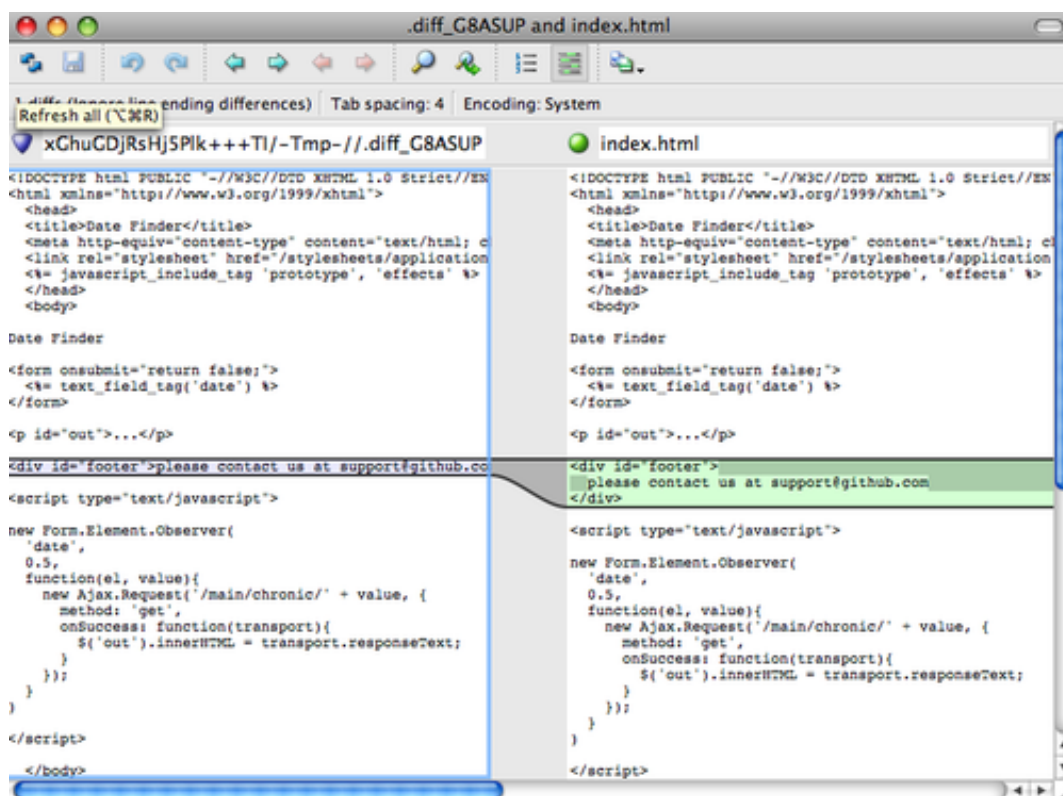 .diff_G8ASUP and index.html
ending differences) Tab spacing: 4 Encoding: System
Refresh all (⌥⌘R)
xGhuGDjRsHj5Plk+++TI/-Tmp-//.diff_G8ASUP
index.html
<!DOCTYPE html PUBLIC "-//W3C//DTD XHTML 1.0 Strict//EN
<html xmlns="http://www.w3.org/1999/xhtml">
<head>
<title>Date Finder</title>
<meta http-equiv="content-type" content="text/html; c
<link rel="stylesheet" href="/stylesheets/application
<%= javascript_include_tag 'prototype', 'effects' %>
</head>
<body>
Date Finder
<form onsubmit="return false;">
<%= text_field_tag('date') %>
</form>
<p id="out">...</p>
<div id="footer">please contact us at support@github.co
<script type="text/javascript">
new Form.Element.Observer(
'date',
0.5,
function(el, value){
new Ajax.Request('/main/chronic/' + value, {
method: 'get',
onSuccess: function(transport){
$('out').innerHTML = transport.responseText;
}
});
}
)
</script>
</body>
<!DOCTYPE html PUBLIC "-//W3C//DTD XHTML 1.0 Strict//EN
<html xmlns="http://www.w3.org/1999/xhtml">
<head>
<title>Date Finder</title>
<meta http-equiv="content-type" content="text/html; cl
<link rel="stylesheet" href="/stylesheets/application
<%= javascript_include_tag 'prototype', 'effects' %>
</head>
<body>
Date Finder
<form onsubmit="return false;">
<%= text_field_tag('date') %>
</form>
<p id="out">...</p>
<div id="footer">
please contact us at support@github.com
</div>
<script type="text/javascript">
new Form.Element.Observer(
'date',
0.5,
function(el, value){
new Ajax.Request('/main/chronic/' + value, {
method: 'get',
onSuccess: function(transport){
$('out').innerHTML = transport.responseText;
}
});
}
)
</script>